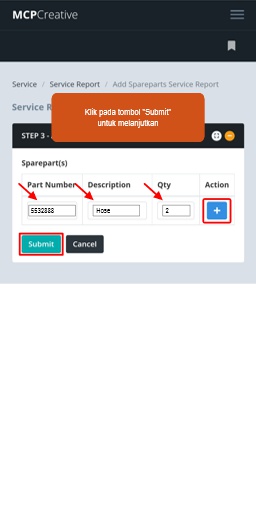 MCPCreative
Service / Service Report / Add Spareparts Service Report
Service R
Klik pada tombol "Submit"
untuk melanjutkan
STEP 3 -
Sparepart(s)
Part Number Description Qty Action
5532888 Hose 2 +
Submit Cancel